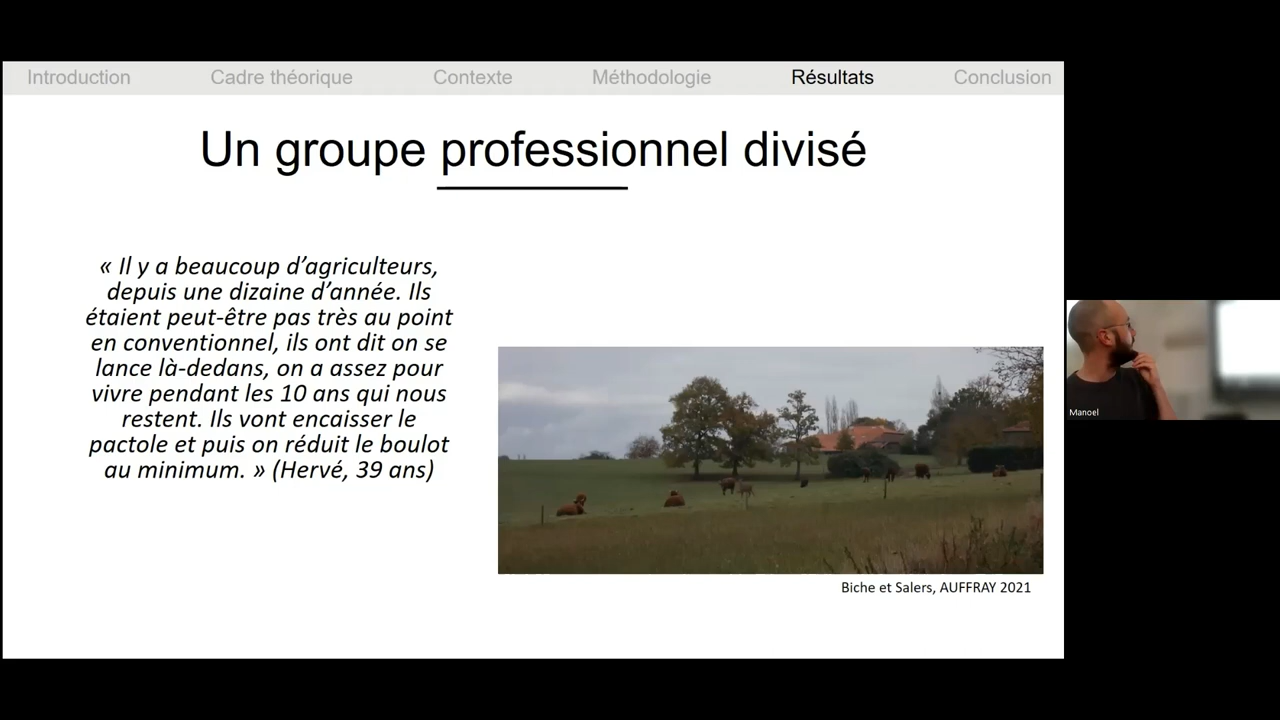 Introduction Cadre théorique Contexte Méthodologie Résultats Conclusion
Un groupe professionnel divisé
« Il y a beaucoup d’agriculteurs,
depuis une dizaine d’année. Ils
étaient peut-être pas très au point
en conventionnel, ils ont dit on se
lance là-dedans, on a assez pour
vivre pendant les 10 ans qui nous
restent. Ils vont encaisser le
pactole et puis on réduit le boulot
au minimum. » (Hervé, 39 ans)
Biche et Salers, AUFFRAY 2021
Manoel